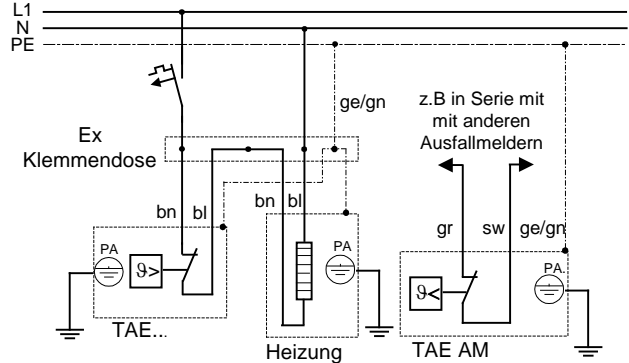 L1
N
PE
ge/gn
z.B in Serie mit
mit anderen
Ausfallmeldern
Ex
Klemmendose
bn bl
bn bl
gr sw ge/gn
PA
ϑ>
PA
ϑ<
PA.
TAE...
Heizung
TAE AM